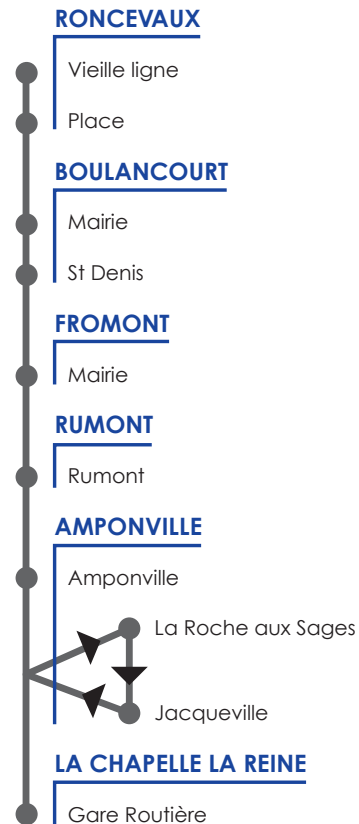 RONCEVAUX
Vieille ligne
Place
BOULANCOURT
Mairie
St Denis
FROMONT
Mairie
RUMONT
Rumont
AMPONVILLE
Amponville
La Roche aux Sages
Jacqueville
LA CHAPELLE LA REINE
Gare Routière